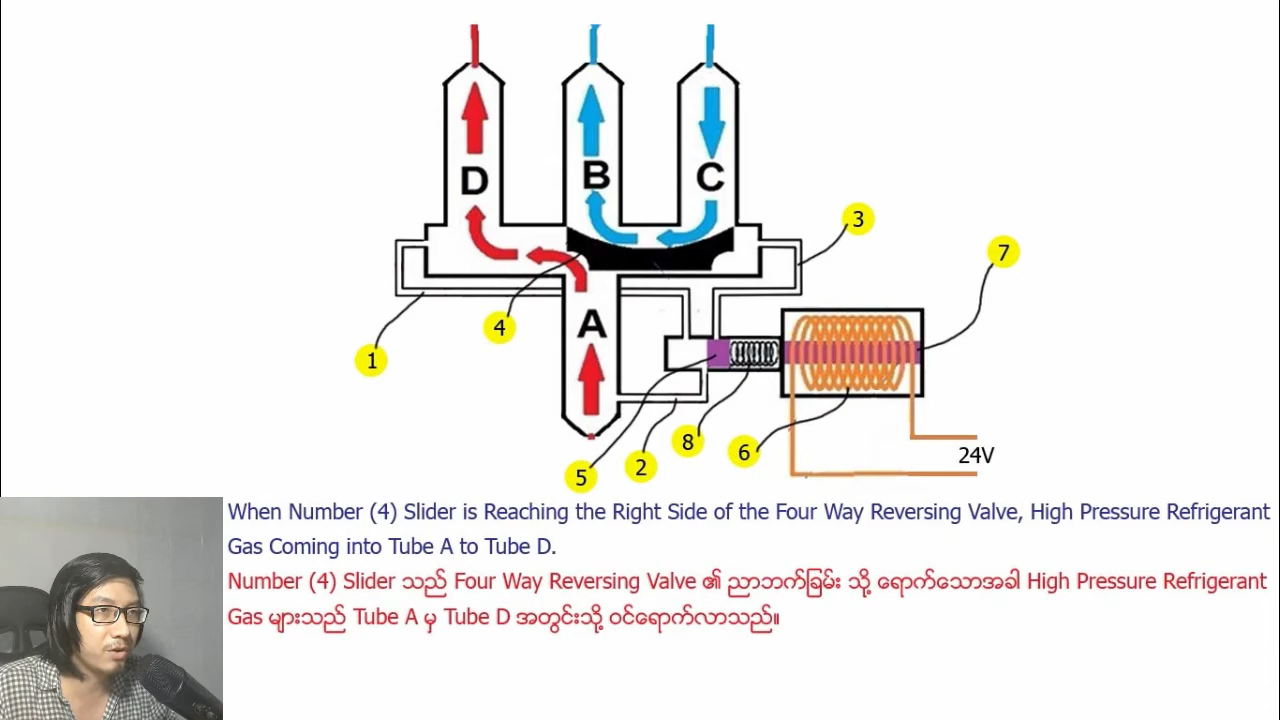 D
B
C
3
7
4
A
1
8
6
24V
2
5
When Number (4) Slider is Reaching the Right Side of the Four Way Reversing Valve, High Pressure Refrigerant
Gas Coming into Tube A to Tube D.
Number (4) Slider သည် Four Way Reversing Valve ၏ ညာဘက်ခြမ်း သို့ ရောက်သောအခါ High Pressure Refrigerant
Gas များသည် Tube A မှ Tube D အတွင်းသို့ ဝင်ရောက်လာသည်။